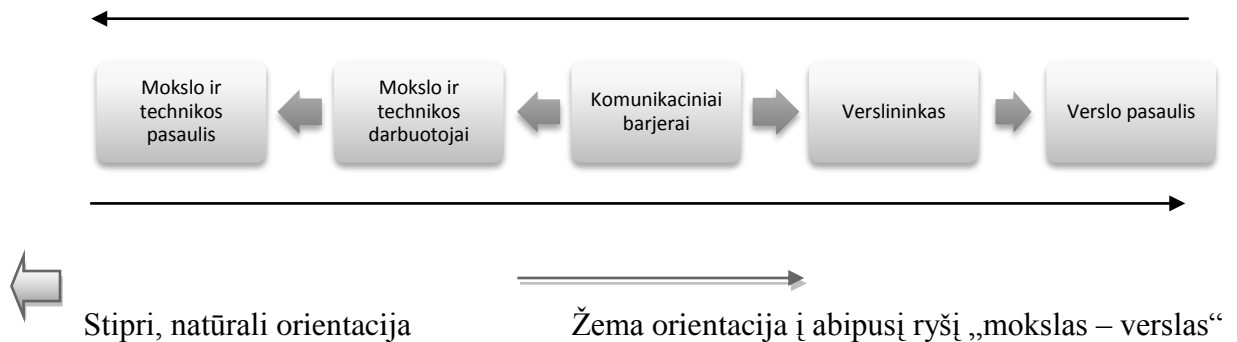 Mokslo ir
technikos
pasaulis
Mokslo ir
technikos
darbuotojai
Komunikaciniai
barjerai
Verslininkas
Verslo pasaulis
Stipri, natūrali orientacija
Žema orientacija į abipusį ryšį „mokslas – verslas“